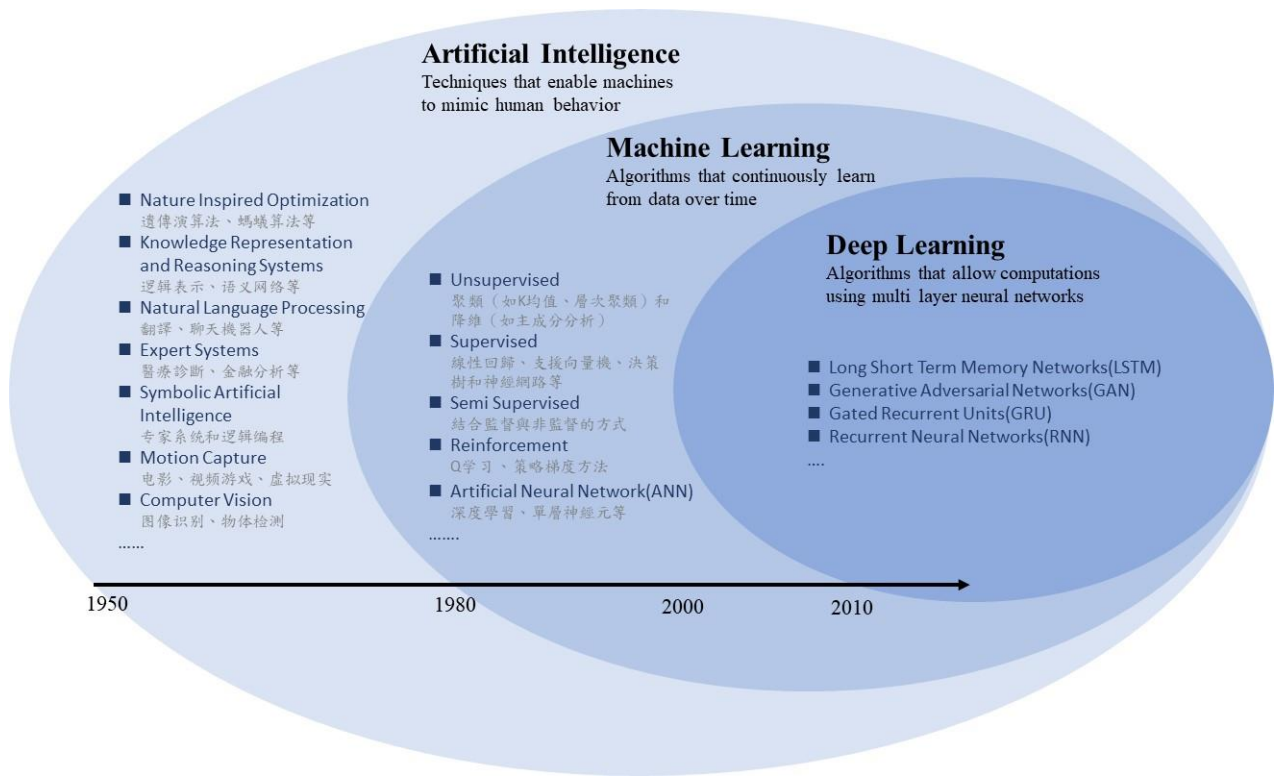 Artificial Intelligence
Techniques that enable machines
to mimic human behavior
Machine Learning
Algorithms that continuously learn
from data over time
Deep Learning
Algorithms that allow computations
using multi layer neural networks
■ Nature Inspired Optimization
遺傳演算法、螞蟻算法等
■ Knowledge Representation
and Reasoning Systems
逻辑表示、语义网络等
■ Natural Language Processing
翻譯、聊天機器人等
■ Expert Systems
醫療診斷、金融分析等
■ Symbolic Artificial
Intelligence
专家系统和逻辑编程
■ Motion Capture
电影、视频游戏、虚拟现实
■ Computer Vision
图像识别、物体检测
......
■ Unsupervised
聚類（如K均值、層次聚類）和
降維（如主成分分析）
■ Supervised
線性回歸、支援向量機、決策
樹和神經網路等
■ Semi Supervised
結合監督與非監督的方式
■ Reinforcement
Q学习、策略梯度方法
■ Artificial Neural Network(ANN)
深度學習、單層神經元等
.......
■ Long Short Term Memory Networks(LSTM)
■ Generative Adversarial Networks(GAN)
■ Gated Recurrent Units(GRU)
■ Recurrent Neural Networks(RNN)
....
1950
1980
2000
2010